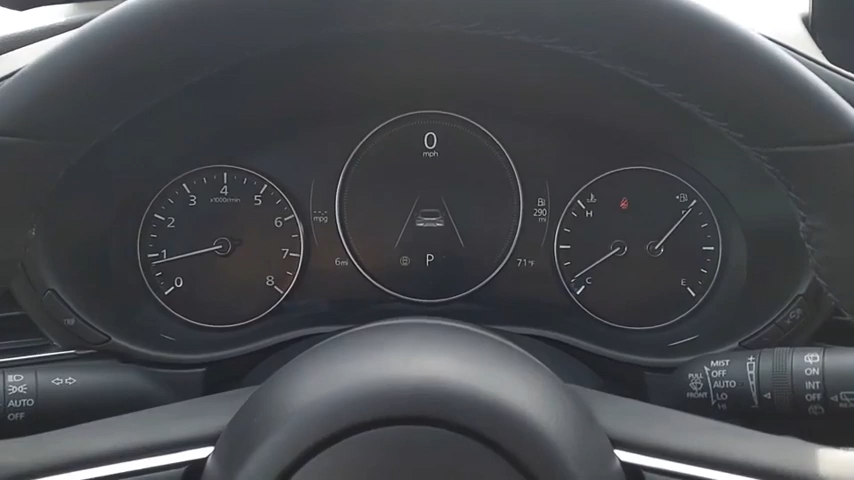 0
mph
4
3
5
x1000r/min
2
6
1
7
0
8
-.-
mpg
290
mi
H
F
C
E
6mi
P
71°F
AUTO
OFF
PULL
FRONT
MIST
OFF
AUTO
LO
HI
ON
INT
OFF